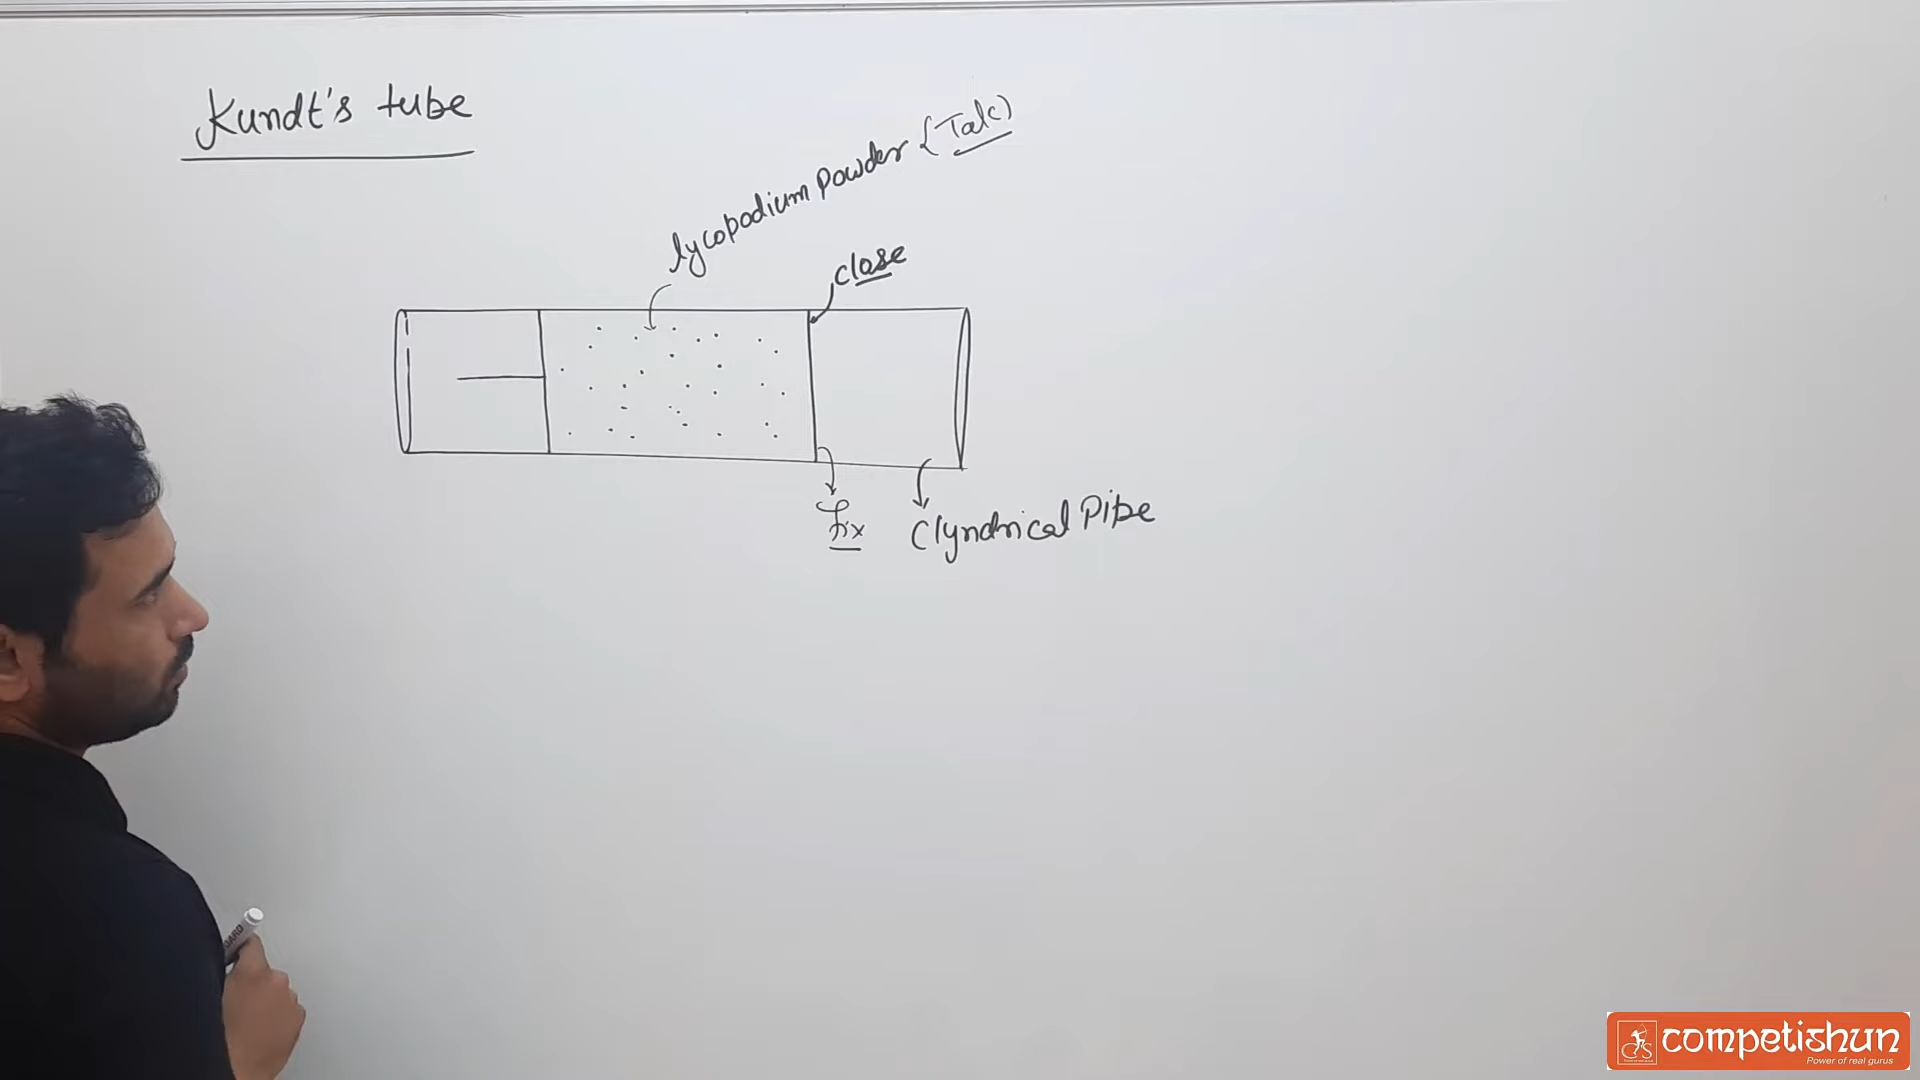 Kundt's tube
lycopodium powder (Talc)
close
fix
Clyndrical Pipe
competishun
Power of real gurus